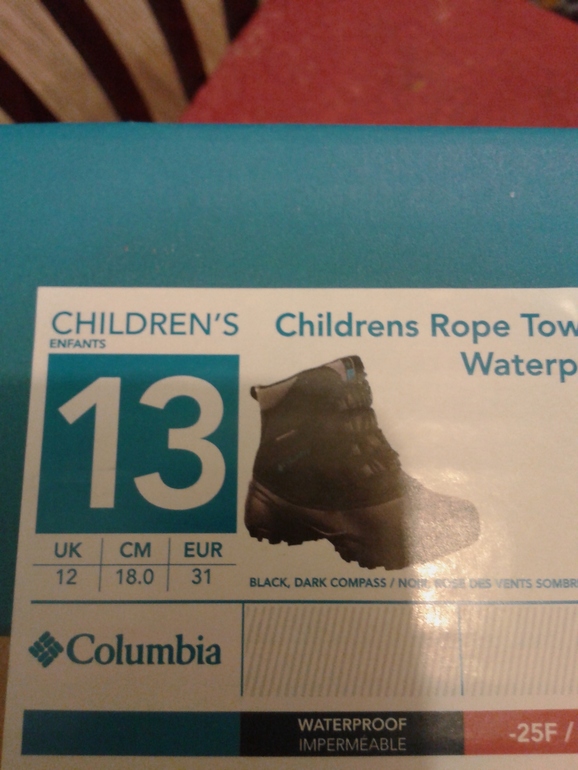 CHILDREN'S
ENFANTS
Childrens Rope Tow
Waterp
13
UK CM EUR
12 18.0 31
BLACK, DARK COMPASS / NOIR, ROSE DES VENTS SOMBR
Columbia
WATERPROOF
IMPERMÉABLE
-25F /